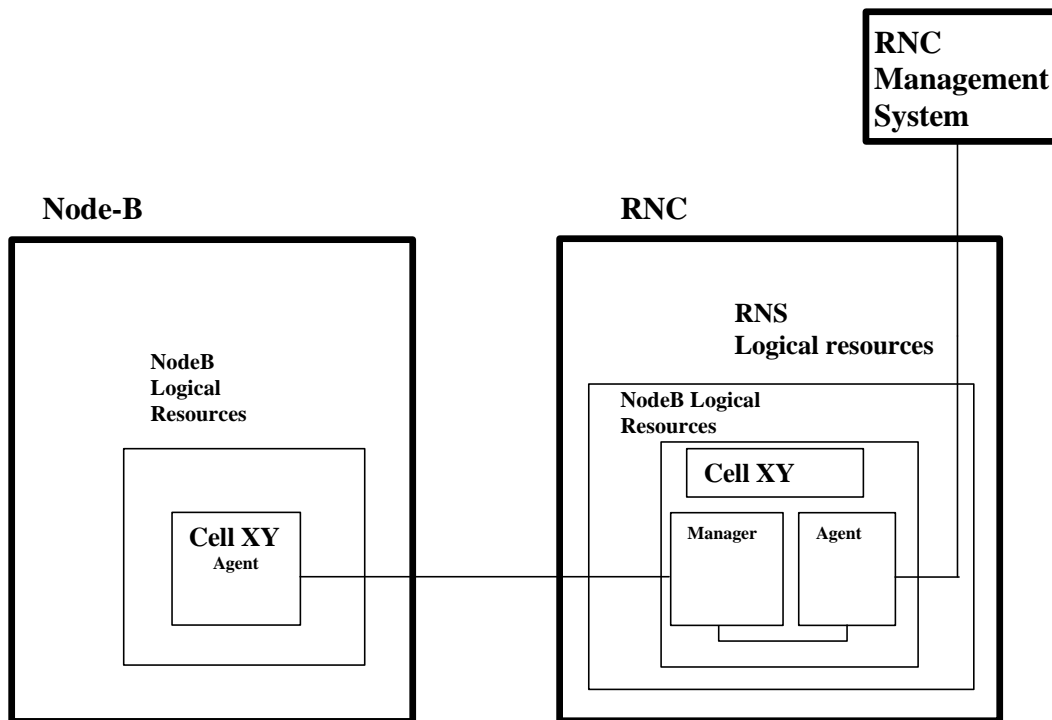 RNC
Management
System
Node-B
RNC
RNS
Logical resources
NodeB
Logical
Resources
NodeB Logical
Resources
Cell XY
Cell XY
Agent
Manager
Agent